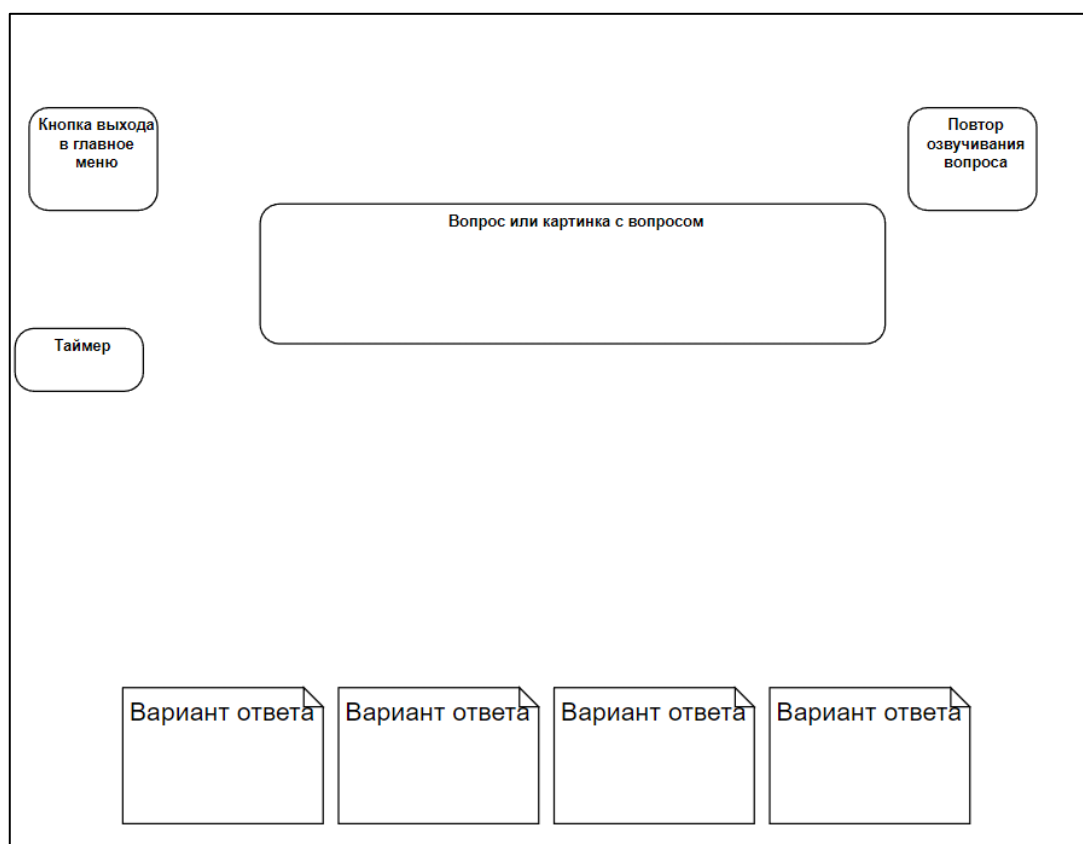 Кнопка выхода
в главное
меню
Повтор
озвучивания
вопроса
Вопрос или картинка с вопросом
Таймер
Вариант ответа
Вариант ответа
Вариант ответа
Вариант ответа